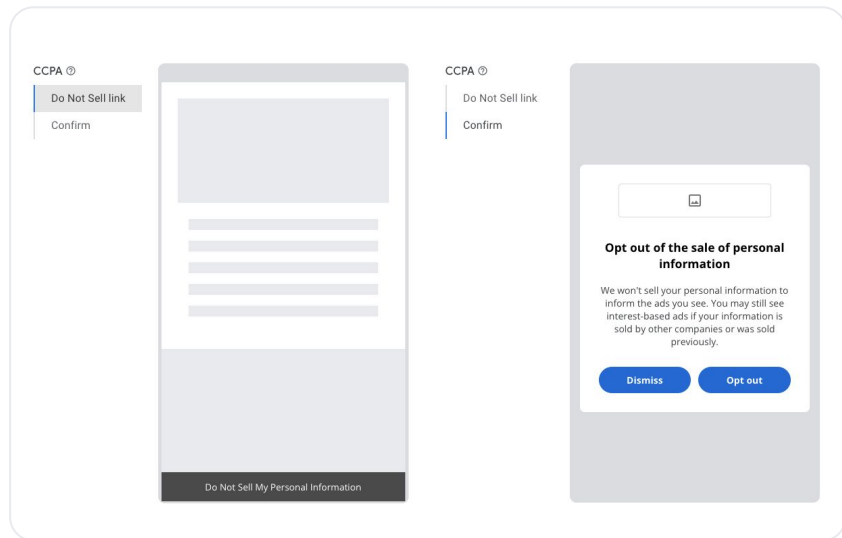 CCPA
Do Not Sell link
Confirm
Do Not Sell My Personal Information
CCPA
Do Not Sell link
Confirm
Opt out of the sale of personal
information
We won't sell your personal information to
inform the ads you see. You may still see
interest-based ads if your information is
sold by other companies or was sold
previously.
Dismiss
Opt out